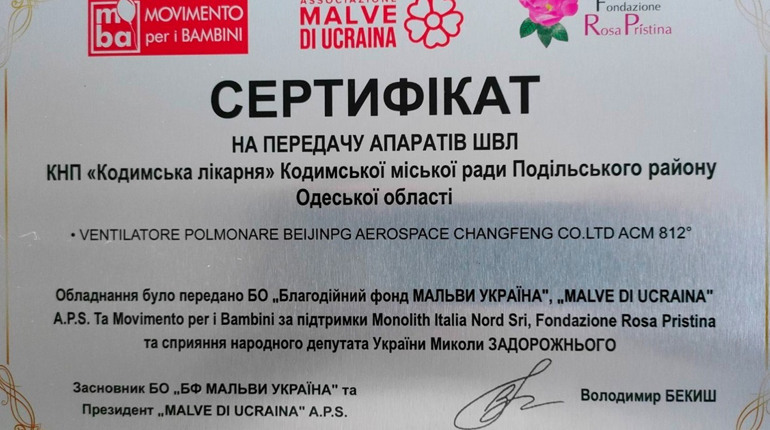 mba
MOVIMENTO
per i BAMBINI
ASSOCIAZIONE
MALVE
DI UCRAINA
Fondazione
Rosa Pristina
СЕРТИФІКАТ
НА ПЕРЕДАЧУ АПАРАТІВ ШВЛ
КНП «Кодимська лікарня» Кодимської міської ради Подільського району
Одеської області
• VENTILATORE POLMONARE BEIJINPG AEROSPACE CHANGFENG CO.LTD ACM 812°
Обладнання було передано БО „Благодійний фонд МАЛЬВИ УКРАЇНА", „MALVE DI UCRAINA"
A.P.S. Та Movimento per i Bambini за підтримки Monolith Italia Nord Sri, Fondazione Rosa Pristina
та сприяння народного депутата України Миколи ЗАДОРОЖНЬОГО
Засновник БО „БФ МАЛЬВИ УКРАЇНА" та
Президент „MALVE DI UCRAINA" A.P.S.
Володимир БЕКИШ